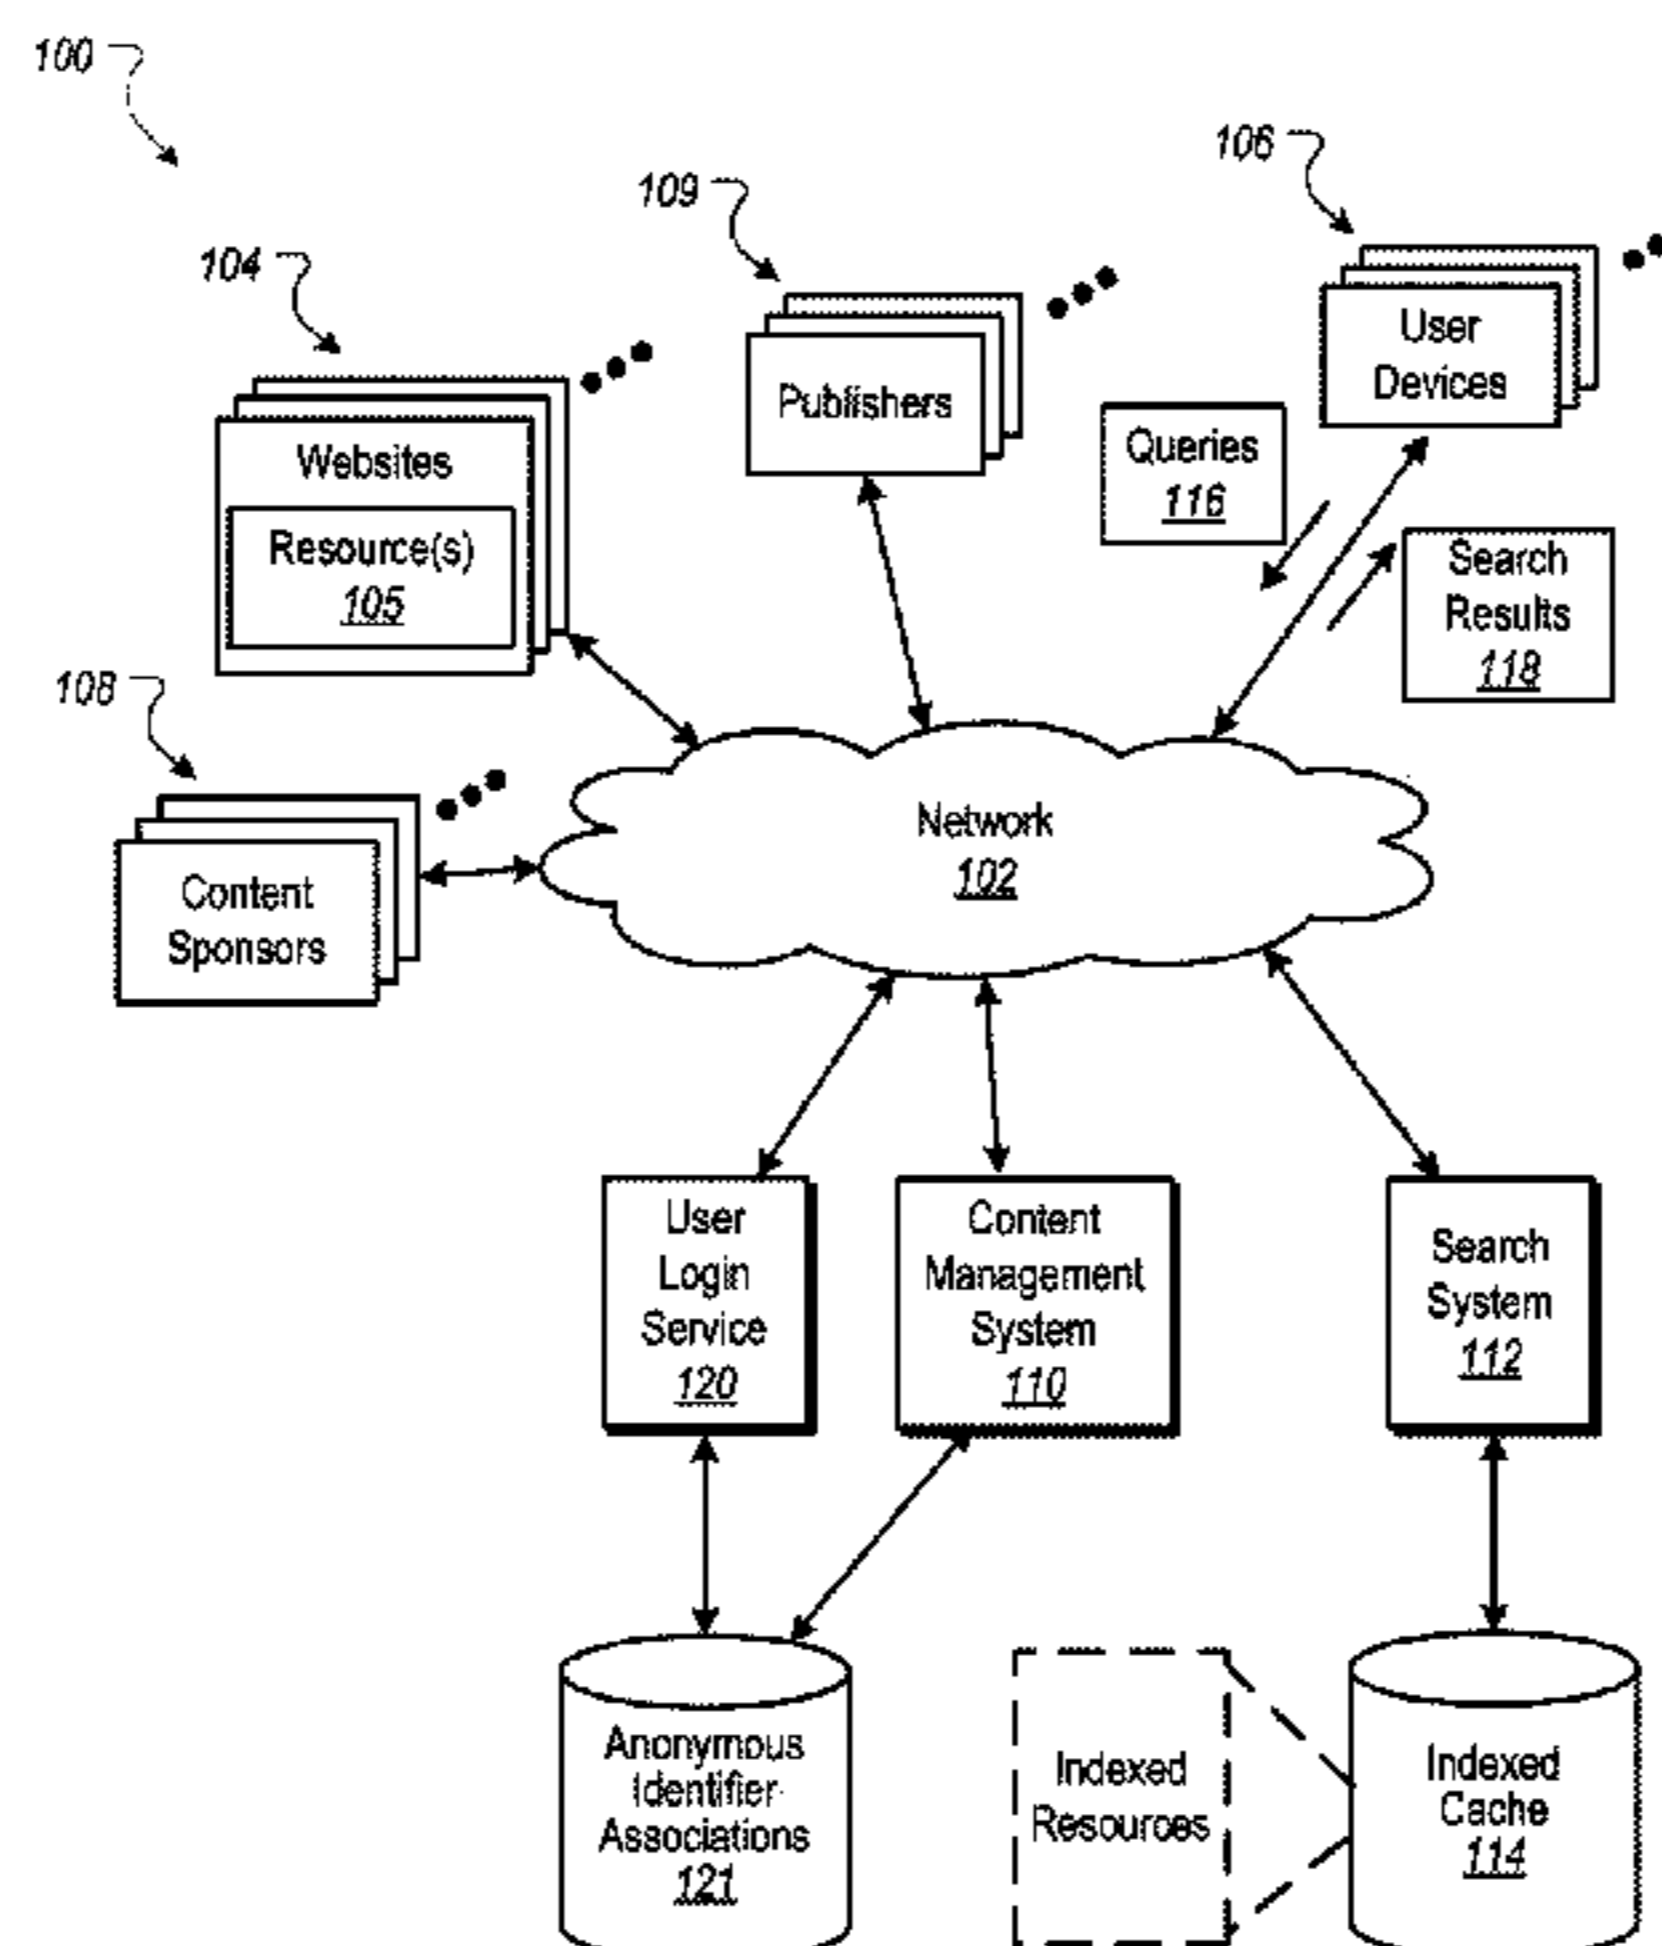 100
106
109
104
User
Devices
Publishers
Queries
116
Websites
Resource(s)
105
Search
Results
118
108
Network
102
Content
Sponsors
User
Login
Service
120
Content
Management
System
110
Search
System
112
Anonymous
Identifier
Associations
121
Indexed
Resources
Indexed
Cache
114